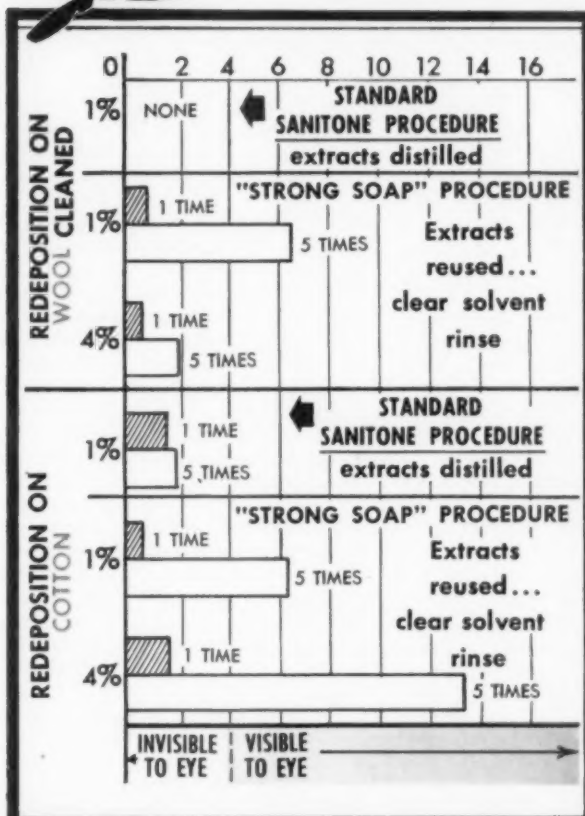 0 2 4 6 8 10 12 14 16
REDEPOSITION ON
WOOL CLEANED
1%
NONE
STANDARD
SANITONE PROCEDURE
extracts distilled
"STRONG SOAP" PROCEDURE
1%
1 TIME
5 TIMES
Extracts
reused...
clear solvent
rinse
4%
1 TIME
5 TIMES
REDEPOSITION ON
COTTON
1%
1 TIME
5 TIMES
STANDARD
SANITONE PROCEDURE
extracts distilled
"STRONG SOAP" PROCEDURE
1%
1 TIME
5 TIMES
Extracts
reused...
clear solvent
rinse
4%
1 TIME
5 TIMES
INVISIBLE
TO EYE
VISIBLE
TO EYE